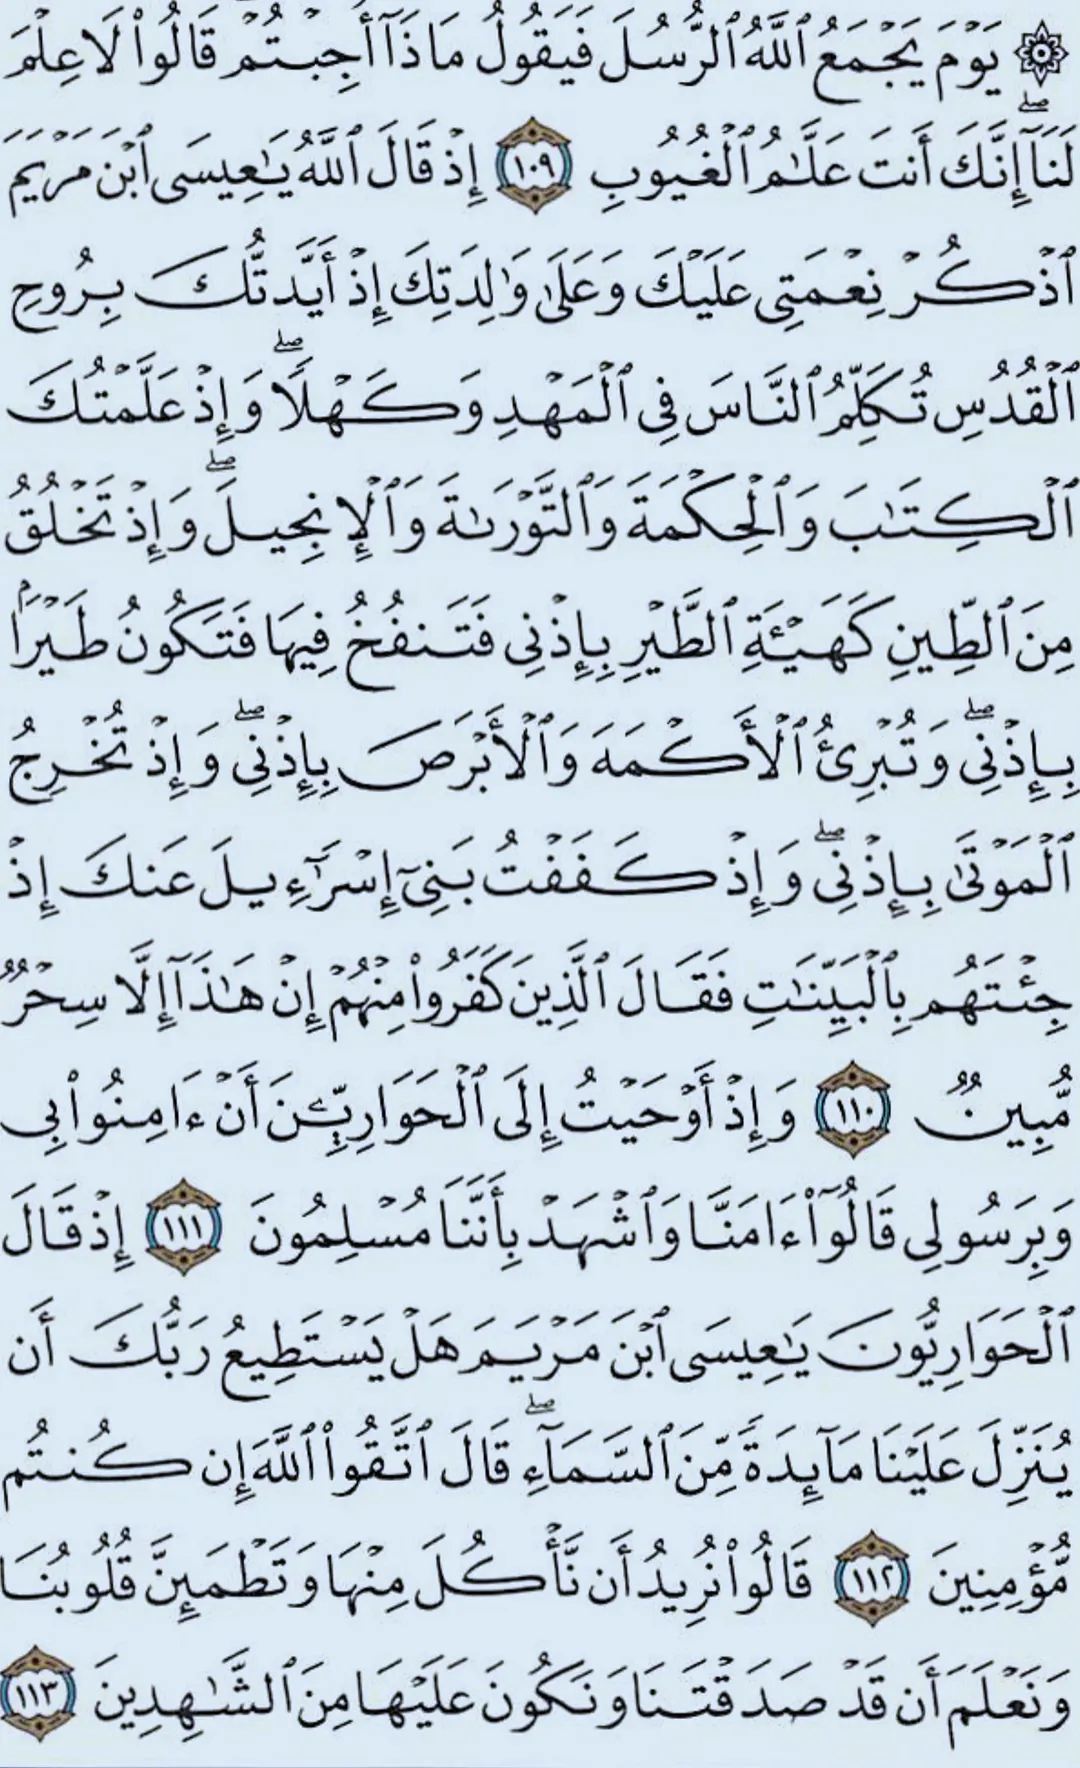 ۞ يَوْمَ يَجْمَعُ ٱللَّهُ ٱلرُّسُلَ فَيَقُولُ مَاذَآ أُجِبْتُمْ قَالُوا۟ لَا عِلْمَ
لَنَآ ۖ إِنَّكَ أَنتَ عَلَّـٰمُ ٱلْغُيُوبِ ١٠٩ إِذْ قَالَ ٱللَّهُ يَـٰعِيسَى ٱبْنَ مَرْيَمَ
ٱذْكُرْ نِعْمَتِى عَلَيْكَ وَعَلَىٰ وَٰلِدَتِكَ إِذْ أَيَّدتُّكَ بِرُوحِ
ٱلْقُدُسِ تُكَلِّمُ ٱلنَّاسَ فِى ٱلْمَهْدِ وَكَهْلًا ۖ وَإِذْ عَلَّمْتُكَ
ٱلْكِتَـٰبَ وَٱلْحِكْمَةَ وَٱلتَّوْرَىٰةَ وَٱلْإِنجِيلَ ۖ وَإِذْ تَخْلُقُ
مِنَ ٱلطِّينِ كَهَيْـَٔةِ ٱلطَّيْرِ بِإِذْنِى فَتَنفُخُ فِيهَا فَتَكُونُ طَيْرًۢا
بِإِذْنِى ۖ وَتُبْرِئُ ٱلْأَكْمَهَ وَٱلْأَبْرَصَ بِإِذْنِى ۖ وَإِذْ تُخْرِجُ
ٱلْمَوْتَىٰ بِإِذْنِى ۖ وَإِذْ كَفَفْتُ بَنِىٓ إِسْرَٰٓءِيلَ عَنكَ إِذْ
جِئْتَهُم بِٱلْبَيِّنَـٰتِ فَقَالَ ٱلَّذِينَ كَفَرُوا۟ مِنْهُمْ إِنْ هَـٰذَآ إِلَّا سِحْرٌ
مُّبِينٌ ١١٠ وَإِذْ أَوْحَيْتُ إِلَى ٱلْحَوَارِيِّـۧنَ أَنْ ءَامِنُوا۟ بِى
وَبِرَسُولِى قَالُوٓا۟ ءَامَنَّا وَٱشْهَدْ بِأَنَّنَا مُسْلِمُونَ ١١١ إِذْ قَالَ
ٱلْحَوَارِيُّونَ يَـٰعِيسَى ٱبْنَ مَرْيَمَ هَلْ يَسْتَطِيعُ رَبُّكَ أَن
يُنَزِّلَ عَلَيْنَا مَآئِدَةً مِّنَ ٱلسَّمَآءِ ۖ قَالَ ٱتَّقُوا۟ ٱللَّهَ إِن كُنتُم
مُّؤْمِنِينَ ١١٢ قَالُوا۟ نُرِيدُ أَن نَّأْكُلَ مِنْهَا وَتَطْمَئِنَّ قُلُوبُنَا
وَنَعْلَمَ أَن قَدْ صَدَقْتَنَا وَنَكُونَ عَلَيْهَا مِنَ ٱلشَّـٰهِدِينَ ١١٣